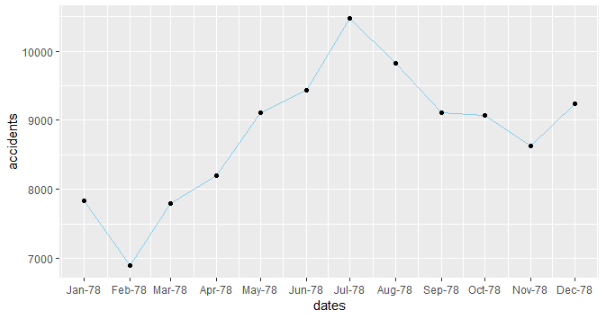 10000
9000
8000
7000
accidents
Jan-78 Feb-78 Mar-78 Apr-78 May-78 Jun-78 Jul-78 Aug-78 Sep-78 Oct-78 Nov-78 Dec-78
dates